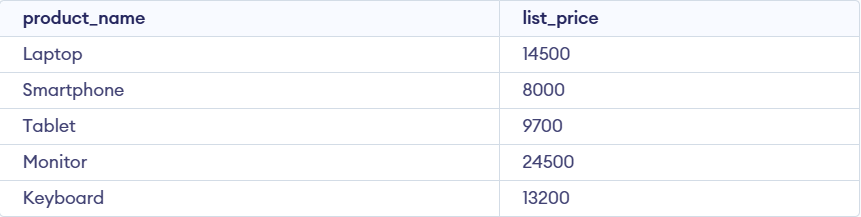 product_name list_price
Laptop 14500
Smartphone 8000
Tablet 9700
Monitor 24500
Keyboard 13200